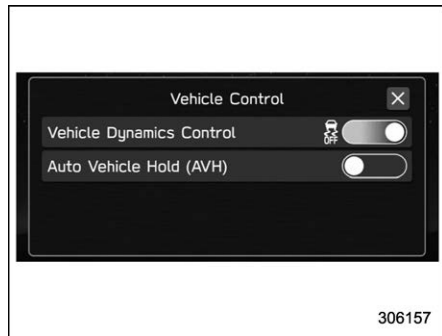 Vehicle Control
Vehicle Dynamics Control
OFF
Auto Vehicle Hold (AVH)
306157